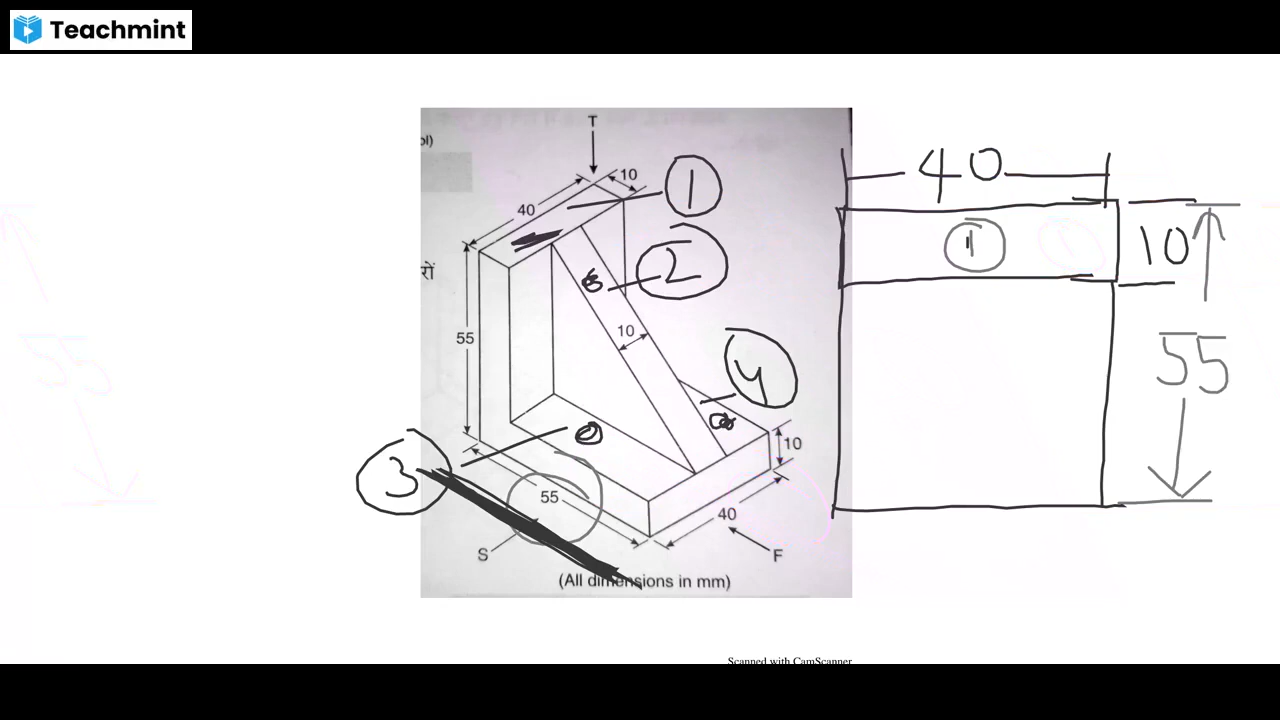 Teachmint
ol)
T
10
1
40
40
2
रों
1
10
10
55
55
4
10
3
55
40
S
F
(All dimensions in mm)
Scanned with CamScanner